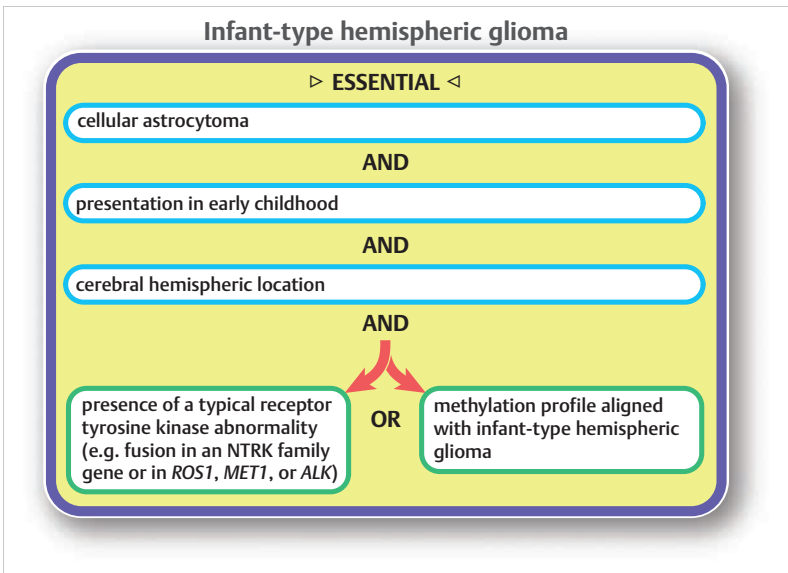 Infant-type hemispheric glioma
▷ ESSENTIAL ◁
cellular astrocytoma
AND
presentation in early childhood
AND
cerebral hemispheric location
AND
presence of a typical receptor
tyrosine kinase abnormality
(e.g. fusion in an NTRK family
gene or in ROS1, MET1, or ALK)
OR
methylation profile aligned
with infant-type hemispheric
glioma